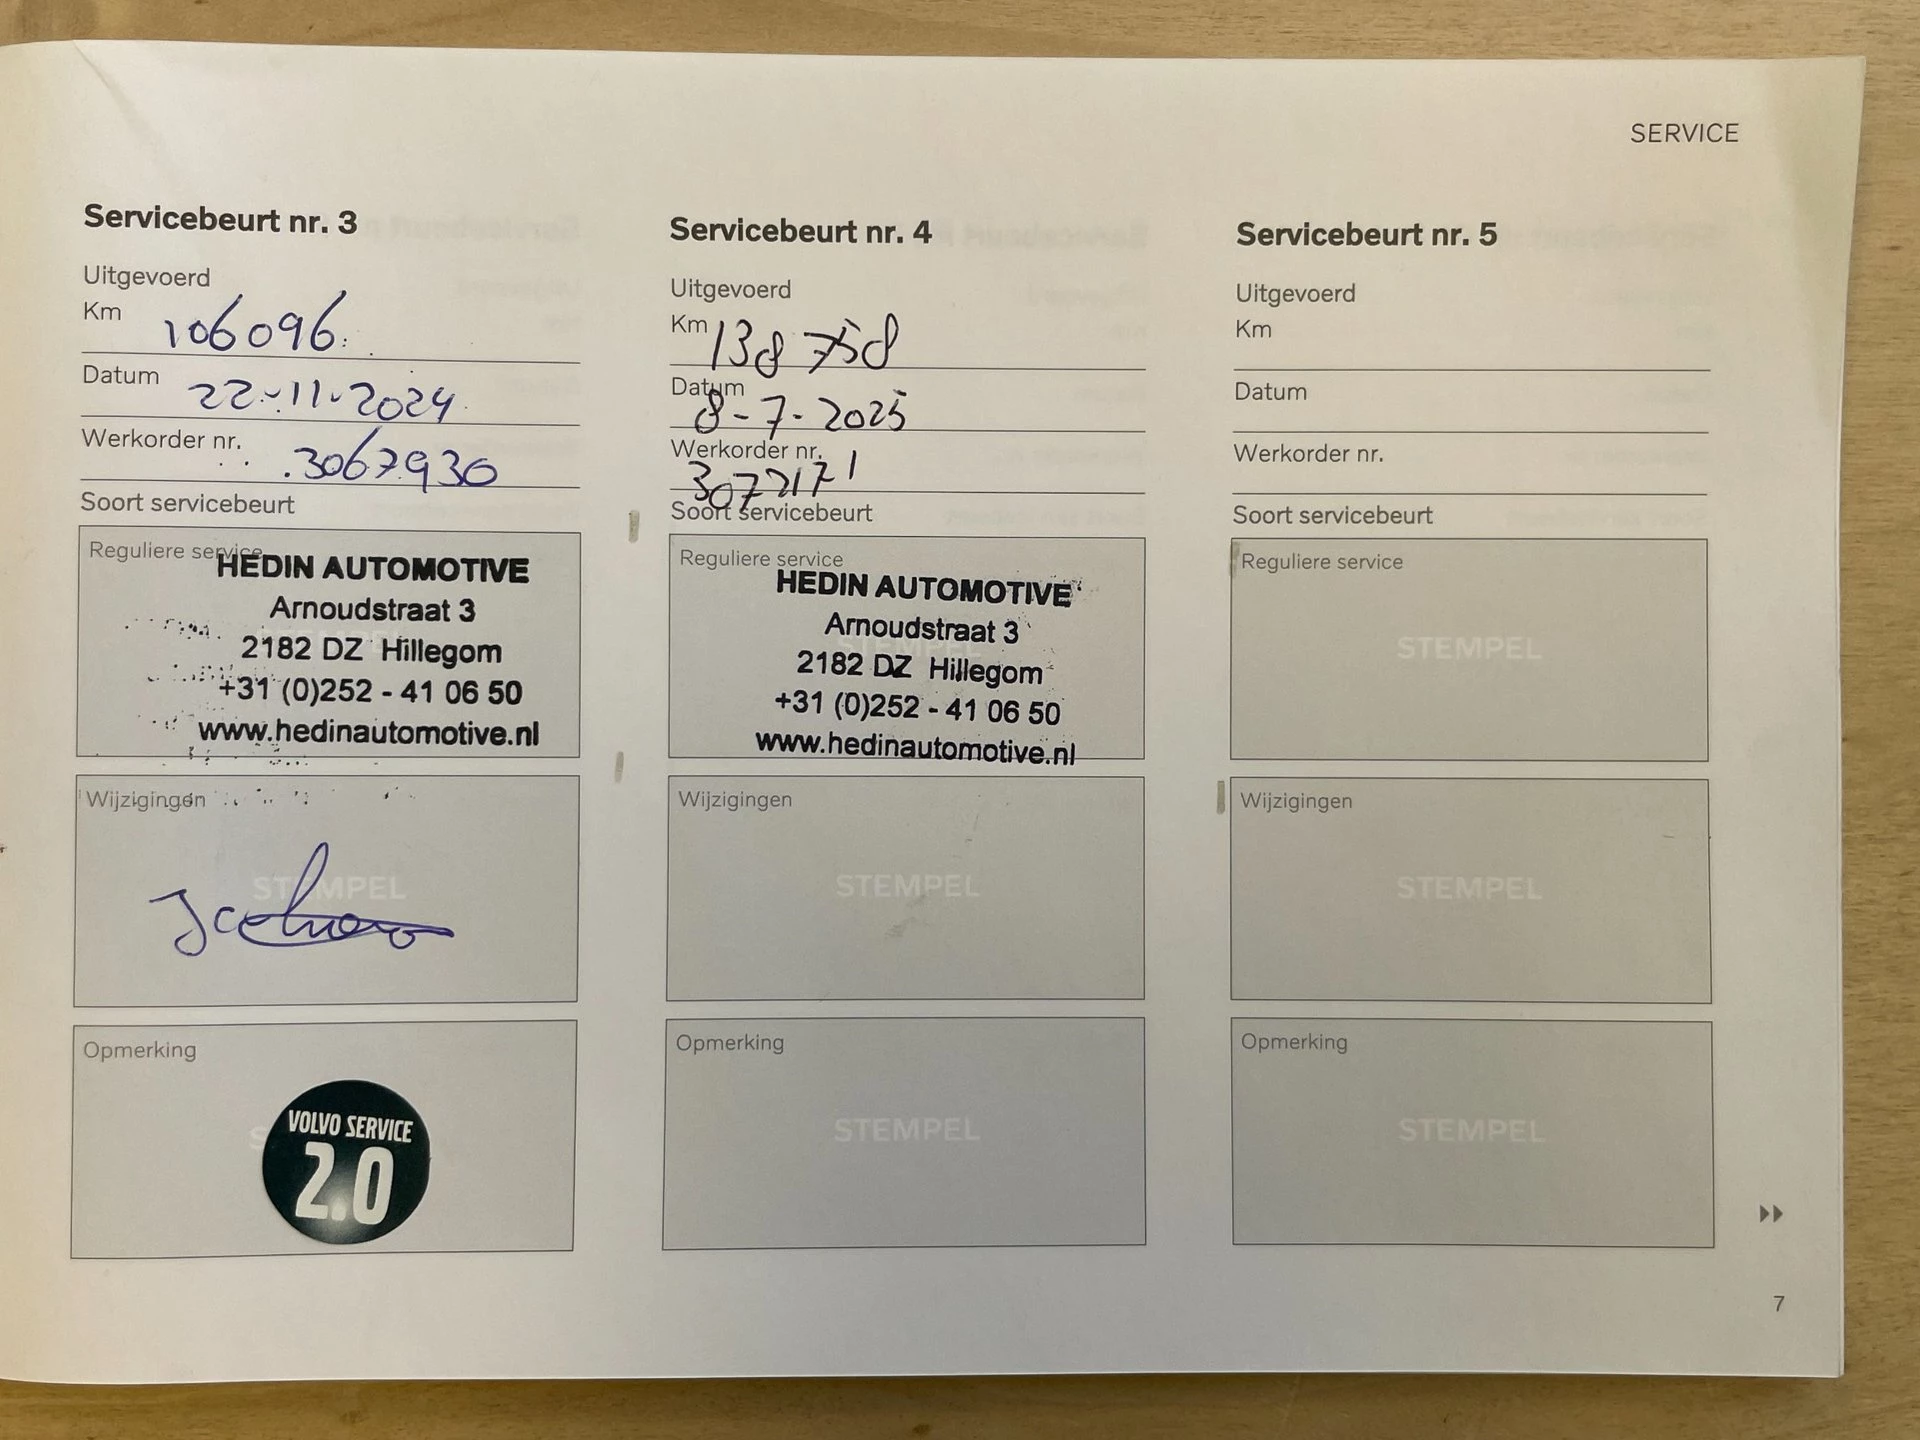 SERVICE
Servicebeurt nr. 3
Uitgevoerd
Km 106096
Datum 22-11-2024
Werkorder nr. 3067930
Soort servicebeurt
Reguliere service
HEDIN AUTOMOTIVE
Arnoudstraat 3
2182 DZ Hillegom
+31 (0)252 - 41 06 50
www.hedinautomotive.nl
Wijzigingen
STEMPEL
Opmerking
VOLVO SERVICE
2.0
Servicebeurt nr. 4
Uitgevoerd
Km 138 758
Datum 8-7-2025
Werkorder nr. 3072171
Soort servicebeurt
Reguliere service
HEDIN AUTOMOTIVE
Arnoudstraat 3
2182 DZ Hillegom
+31 (0)252 - 41 06 50
www.hedinautomotive.nl
Wijzigingen
STEMPEL
Opmerking
STEMPEL
Servicebeurt nr. 5
Uitgevoerd
Km
Datum
Werkorder nr.
Soort servicebeurt
Reguliere service
STEMPEL
Wijzigingen
STEMPEL
Opmerking
STEMPEL
7